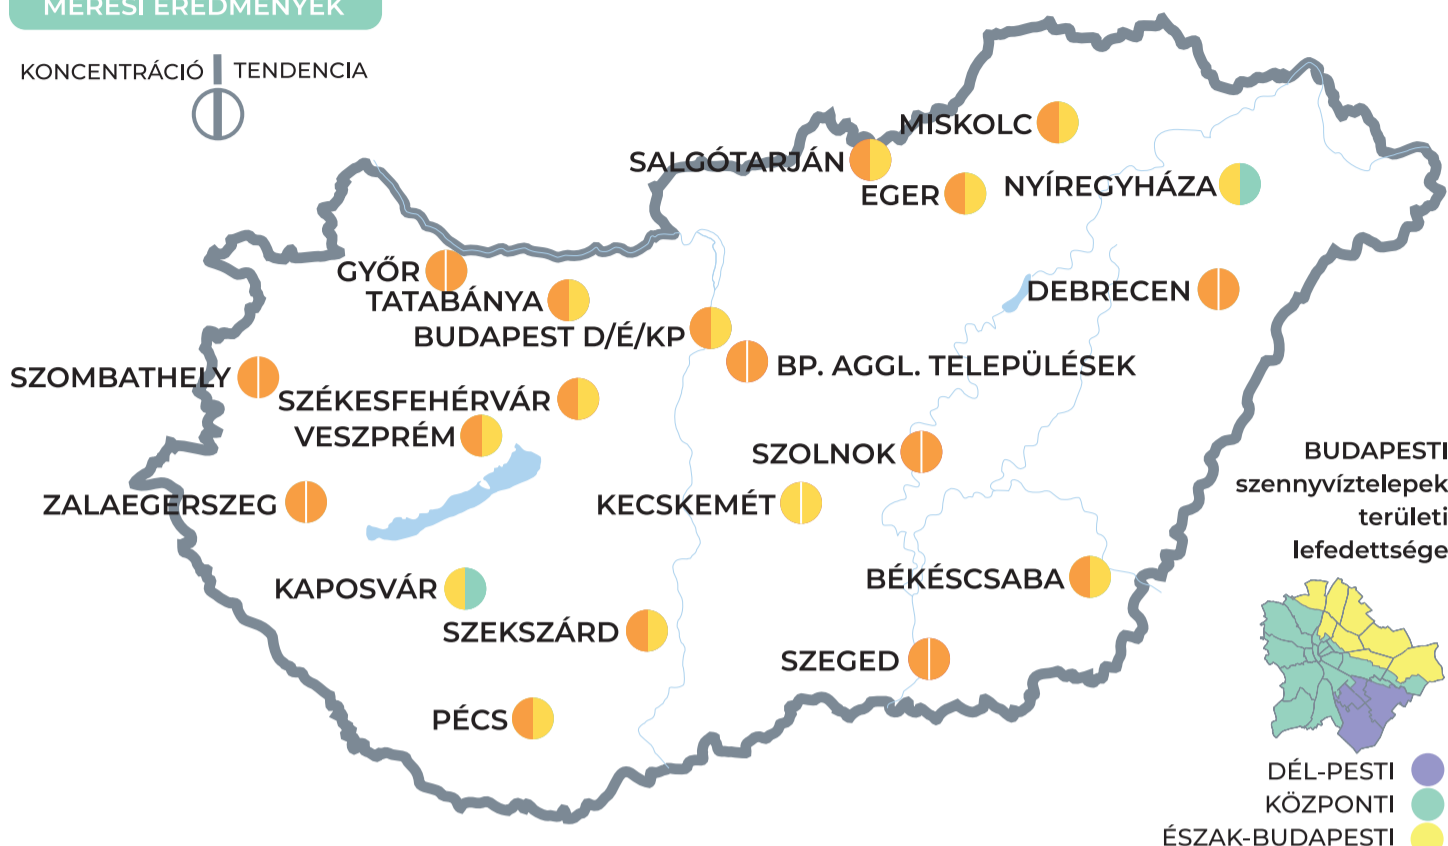 MÉRÉSI EREDMÉNYEK
KONCENTRÁCIÓ
TENDENCIA
MISKOLC
SALGÓTARJÁN
EGER
NYÍREGYHÁZA
GYŐR
TATABÁNYA
DEBRECEN
BUDAPEST D/É/KP
BP. AGGL. TELEPÜLÉSEK
SZOMBATHELY
SZÉKESFEHÉRVÁR
VESZPRÉM
SZOLNOK
ZALAEGERSZEG
KECSKEMÉT
BUDAPESTI
szennyvíztelepek
területi
lefedettsége
KAPOSVÁR
BÉKÉSCSABA
SZEKSZÁRD
SZEGED
PÉCS
DÉL-PESTI
KÖZPONTI
ÉSZAK-BUDAPESTI